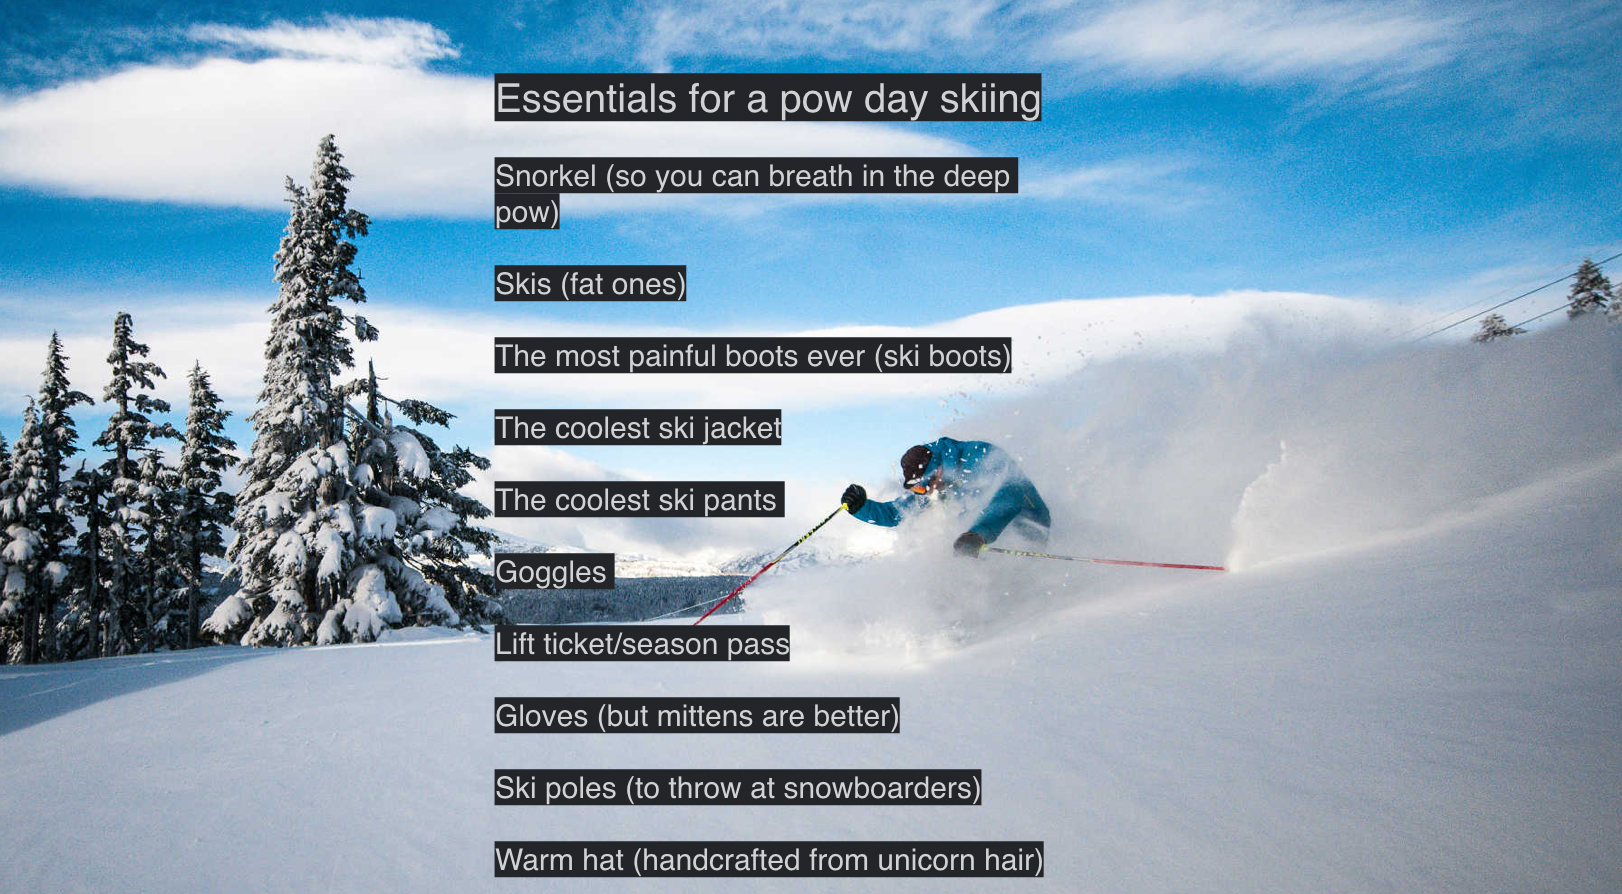 Essentials for a pow day skiing
Snorkel (so you can breath in the deep
pow)
Skis (fat ones)
The most painful boots ever (ski boots)
The coolest ski jacket
The coolest ski pants
Goggles
Lift ticket/season pass
Gloves (but mittens are better)
Ski poles (to throw at snowboarders)
Warm hat (handcrafted from unicorn hair)